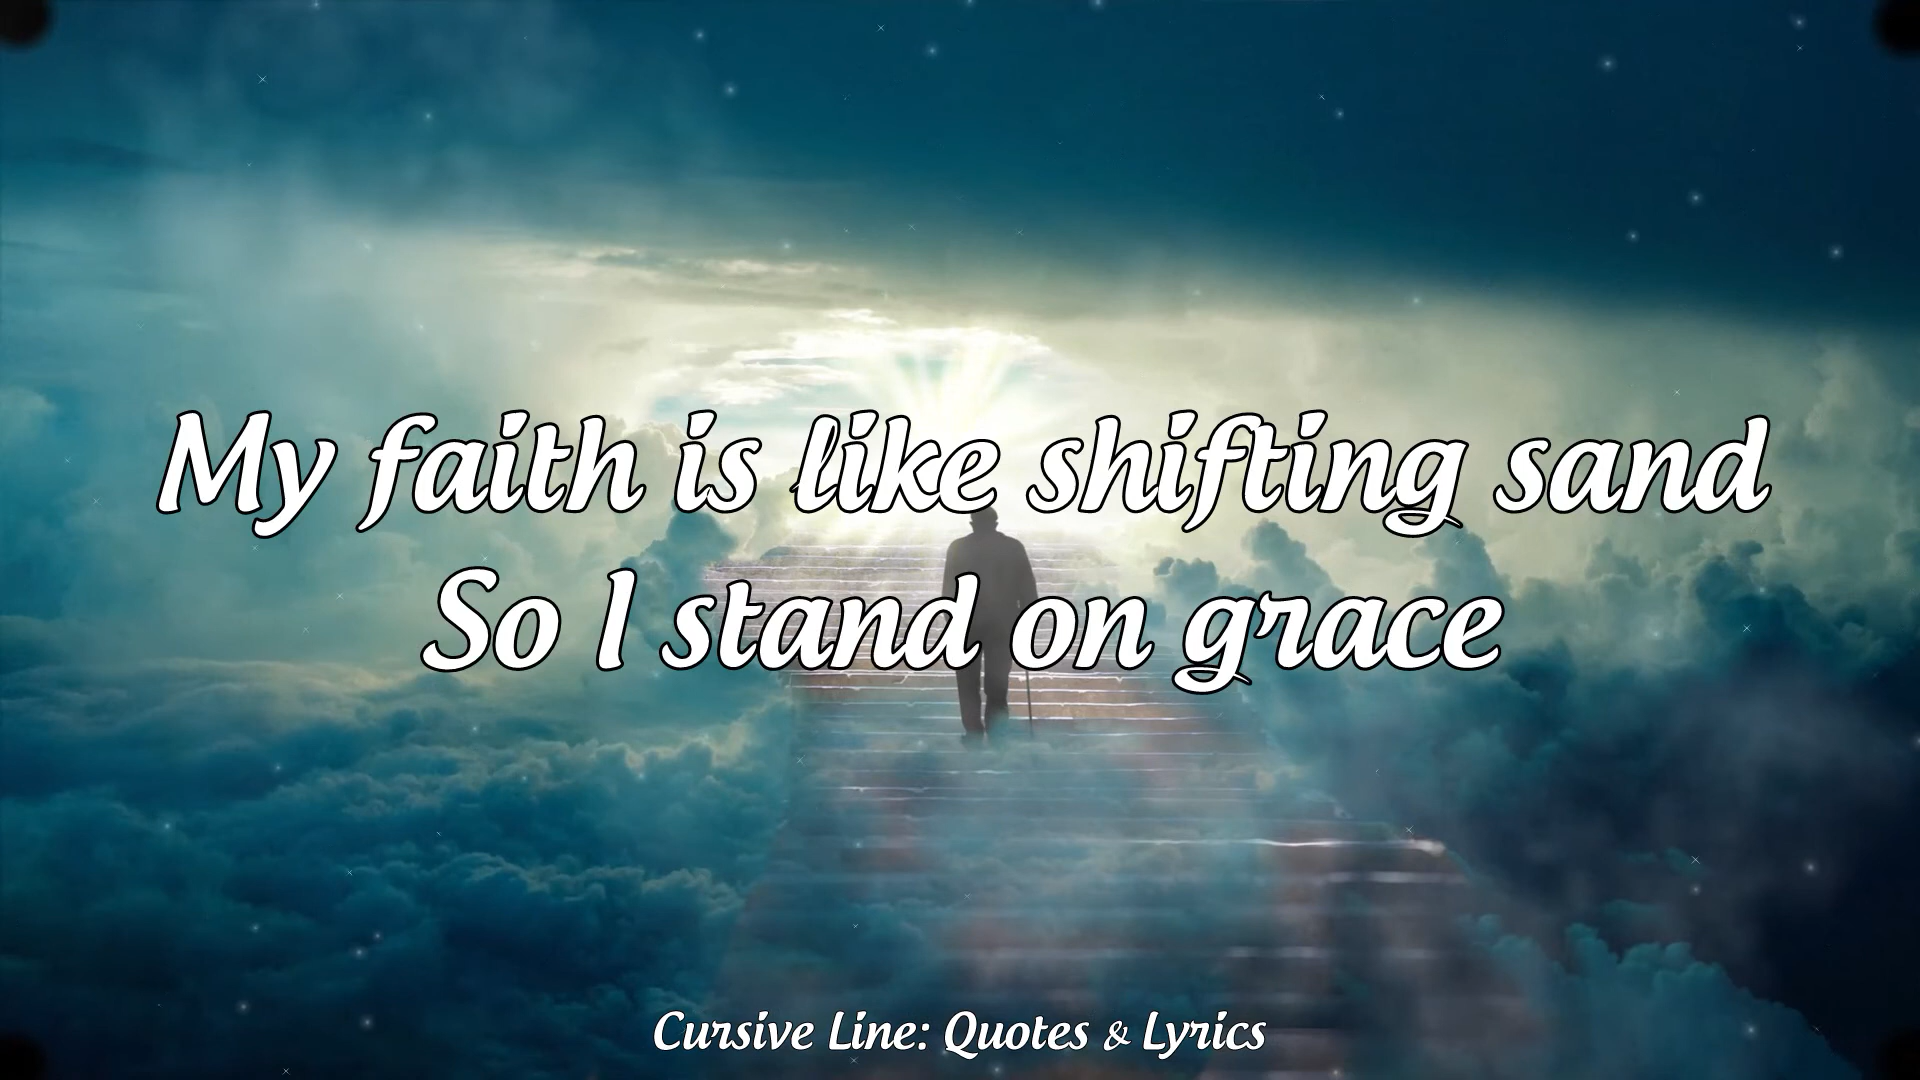 My faith is like shifting sand
So I stand on grace
Cursive Line: Quotes & Lyrics